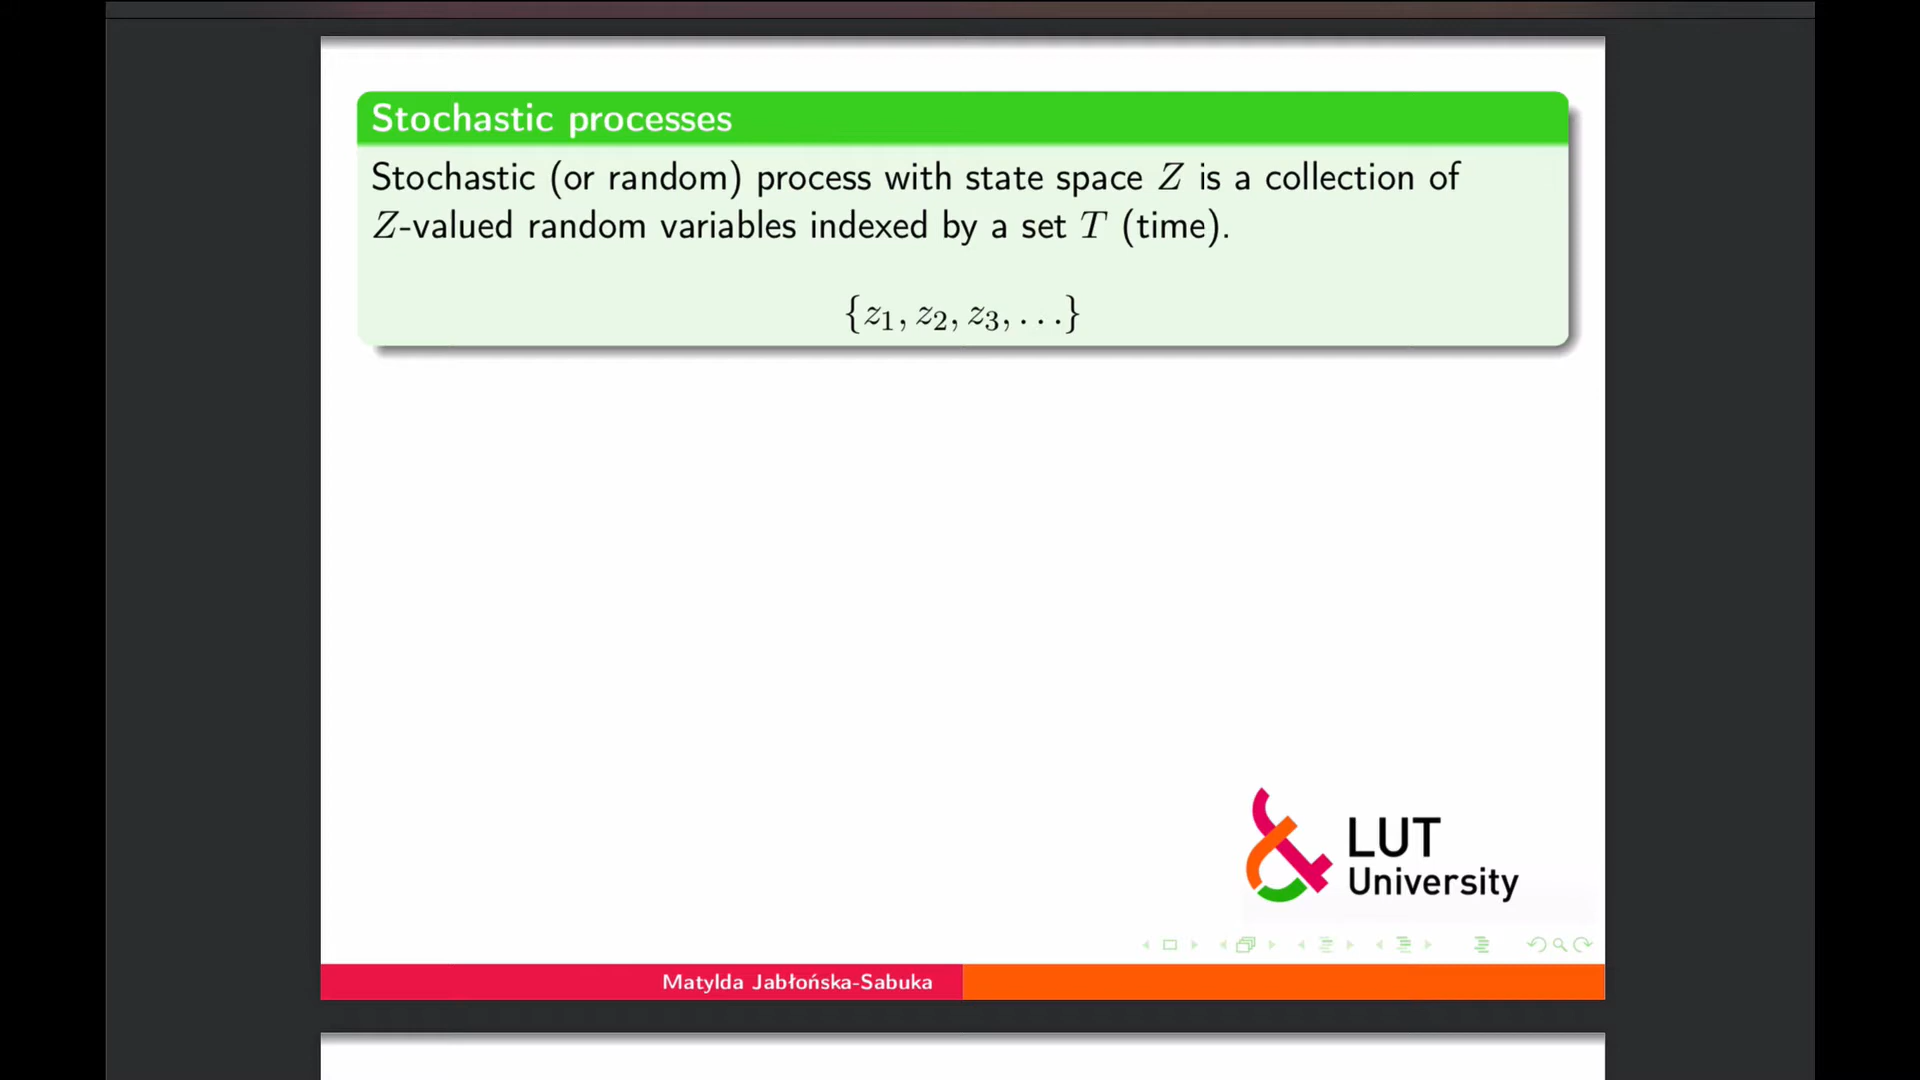 Stochastic processes
Stochastic (or random) process with state space Z is a collection of
Z-valued random variables indexed by a set T (time).
{z₁, z₂, z₃, . . .}
LUT
University
Matylda Jabłońska-Sabuka